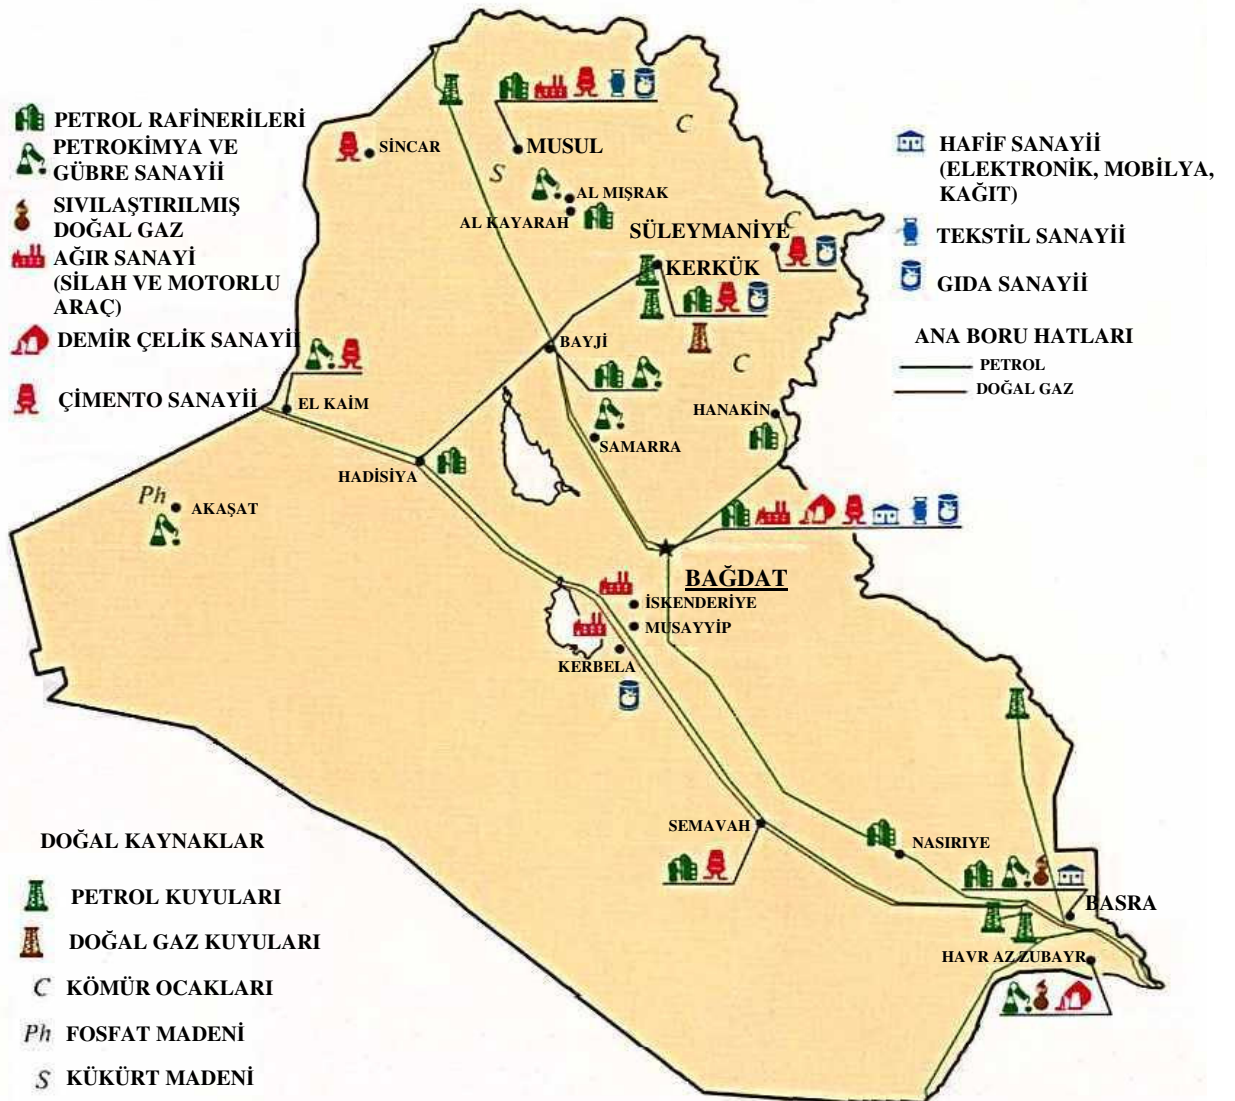 PETROL RAFİNERİLERİ
PETROKİMYA VE
GÜBRE SANAYİİ
SIVILAŞTIRILMIŞ
DOĞAL GAZ
AĞIR SANAYİ
(SİLAH VE MOTORLU
ARAÇ)
DEMİR ÇELİK SANAYİİ
ÇİMENTO SANAYİİ
HAFİF SANAYİİ
(ELEKTRONİK, MOBİLYA,
KAĞIT)
TEKSTİL SANAYİİ
GIDA SANAYİİ
ANA BORU HATLARI
PETROL
DOĞAL GAZ
C
SİNCAR
MUSUL
S
AL MIŞRAK
AL KAYARAH
C
SÜLEYMANİYE
KERKÜK
BAYJİ
C
EL KAİM
HANAKİN
SAMARRA
HADİSİYA
Ph
AKAŞAT
BAĞDAT
İSKENDERİYE
MUSAYYİP
KERBELA
SEMAVAH
NASIRIYE
BASRA
HAVR AZ ZUBAYR
DOĞAL KAYNAKLAR
PETROL KUYULARI
DOĞAL GAZ KUYULARI
C KÖMÜR OCAKLARI
Ph FOSFAT MADENİ
S KÜKÜRT MADENİ